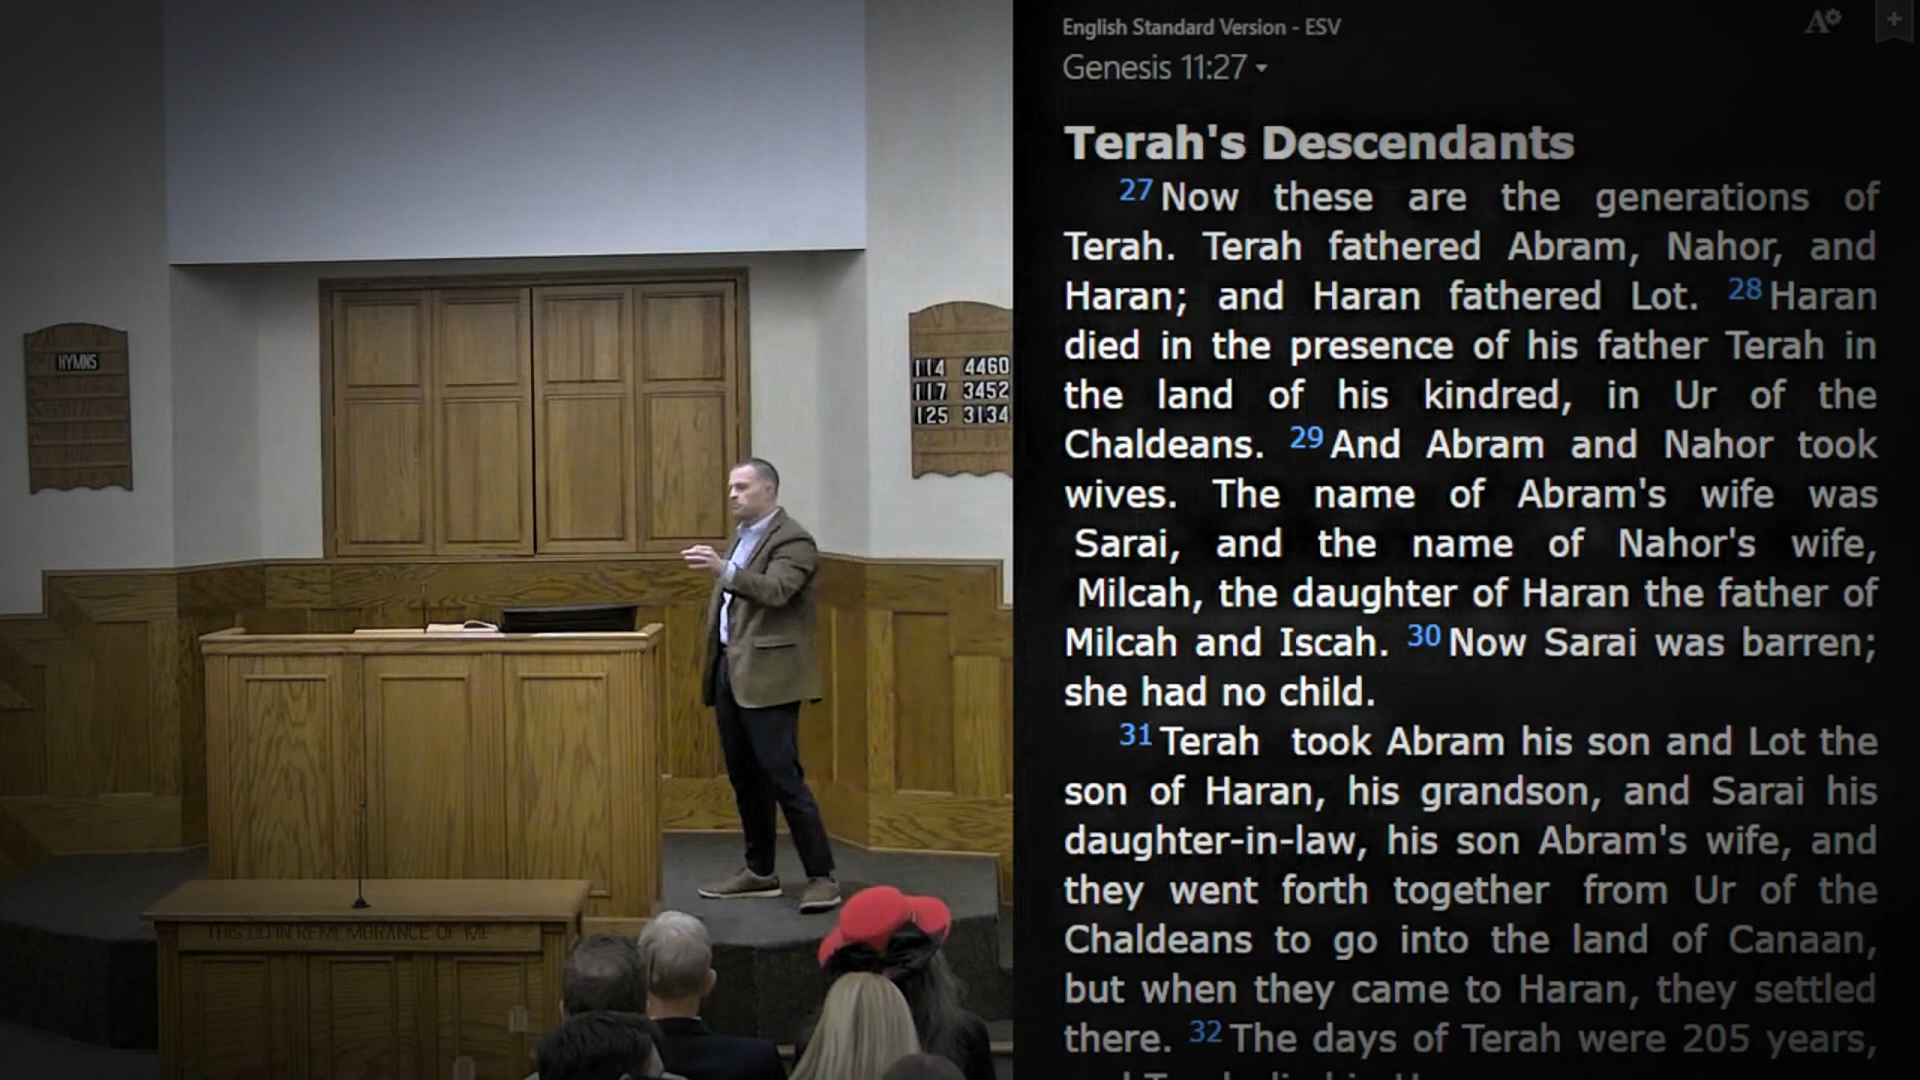 HYMNS
114 4460
117 3452
125 3134
THIS DO IN REMEMBRANCE OF ME
English Standard Version - ESV
Genesis 11:27
Terah's Descendants
27 Now these are the generations of
Terah. Terah fathered Abram, Nahor, and
Haran; and Haran fathered Lot. 28 Haran
died in the presence of his father Terah in
the land of his kindred, in Ur of the
Chaldeans. 29 And Abram and Nahor took
wives. The name of Abram's wife was
Sarai, and the name of Nahor's wife,
Milcah, the daughter of Haran the father of
Milcah and Iscah. 30 Now Sarai was barren;
she had no child.
31 Terah took Abram his son and Lot the
son of Haran, his grandson, and Sarai his
daughter-in-law, his son Abram's wife, and
they went forth together from Ur of the
Chaldeans to go into the land of Canaan,
but when they came to Haran, they settled
there. 32 The days of Terah were 205 years,